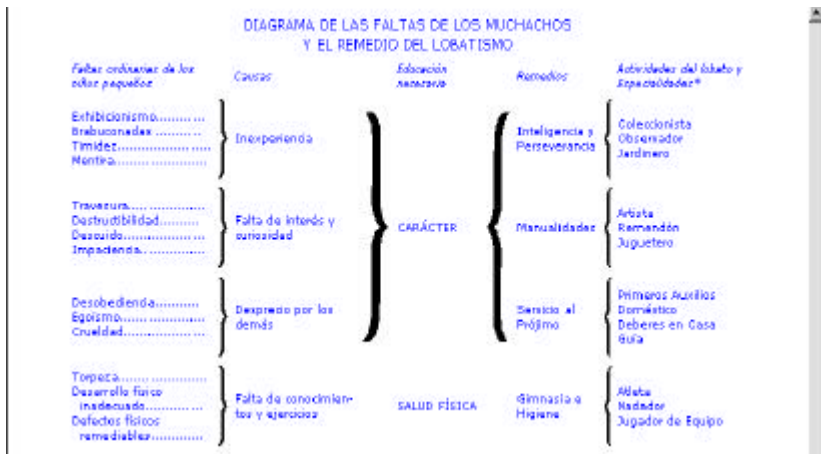 DIAGRAMA DE LAS FALTAS DE LOS MUCHACHOS
Y EL REMEDIO DEL LOBATISMO
Faltas ordinarias de los
niños pequeños
Causas
Educación
necesaria
Remedios
Actividades del lobato y
Especialidades*
Exhibicionismo............
Brabuconadas ...........
Timidez......................
Mentira......................
Inexperiencia
Inteligencia y
Perseverancia
Coleccionista
Observador
Jardinero
Travesura...................
Destructibilidad..........
Descuido....................
Impaciencia................
Falta de interés y
curiosidad
CARÁCTER
Manualidades
Artista
Remendón
Juguetero
Desobediencia...........
Egoísmo.....................
Crueldad....................
Desprecio por los
demás
Servicio al
Prójimo
Primeros Auxilios
Doméstico
Deberes en Casa
Guía
Torpeza......................
Desarrollo físico
inadecuado..............
Defectos físicos
remediables.............
Falta de conocimien-
tos y ejercicios
SALUD FÍSICA
Gimnasia e
Higiene
Atleta
Nadador
Jugador de Equipo